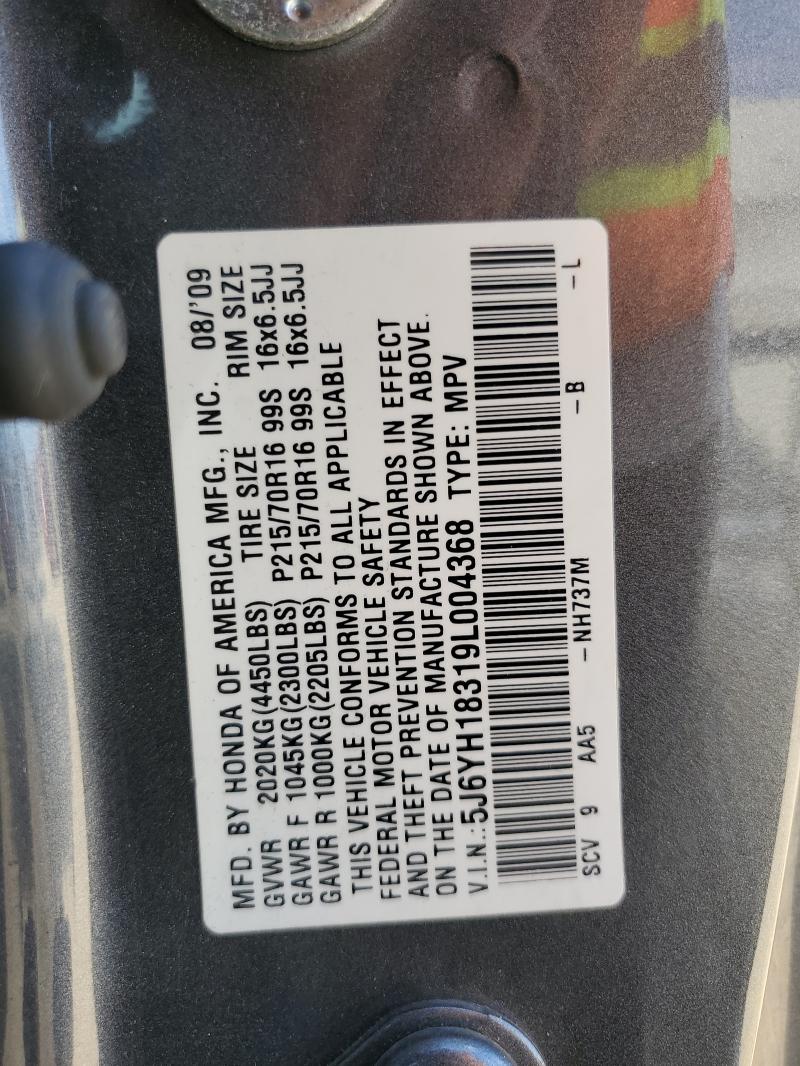 MFD. BY HONDA OF AMERICA MFG., INC. 08/'09
GVWR 2020KG(4450LBS) TIRE SIZE RIM SIZE
GAWR F 1045KG(2300LBS) P215/70R16 99S 16x6.5JJ
GAWR R 1000KG(2205LBS) P215/70R16 99S 16x6.5JJ
THIS VEHICLE CONFORMS TO ALL APPLICABLE
FEDERAL MOTOR VEHICLE SAFETY
AND THEFT PREVENTION STANDARDS IN EFFECT
ON THE DATE OF MANUFACTURE SHOWN ABOVE.
V.I.N.:5J6YH18319L004368 TYPE: MPV
SCV 9 AA5 -NH737M -B -L